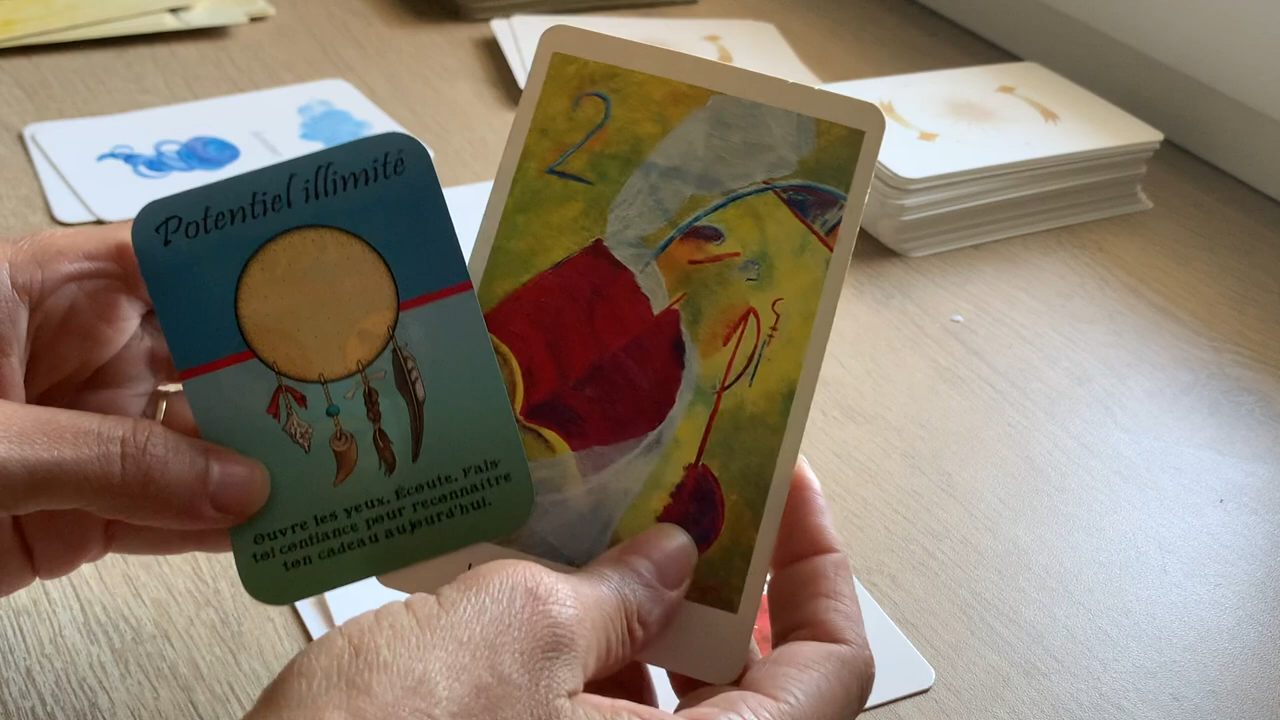 Potentiel illimité
Ouvre les yeux. Écoute. Fais-
toi confiance pour reconnaître
ton cadeau aujourd'hui.
2